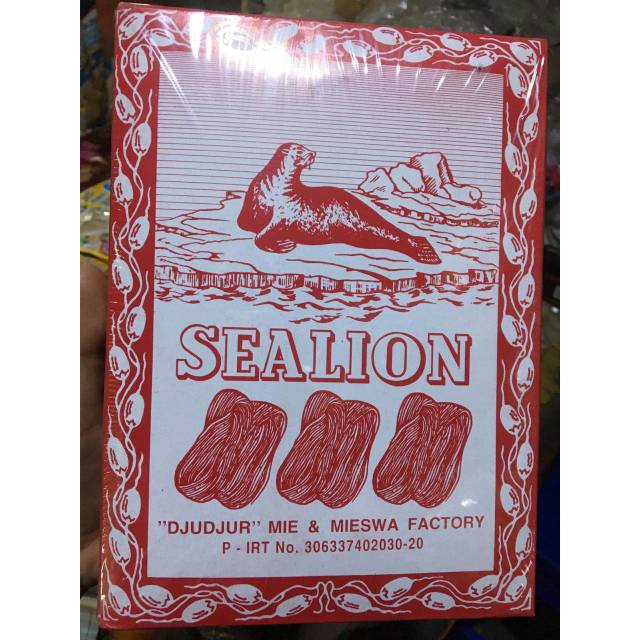 SEALION
"DJUDJUR" MIE & MIESWA FACTORY
P - IRT No. 306337402030-20